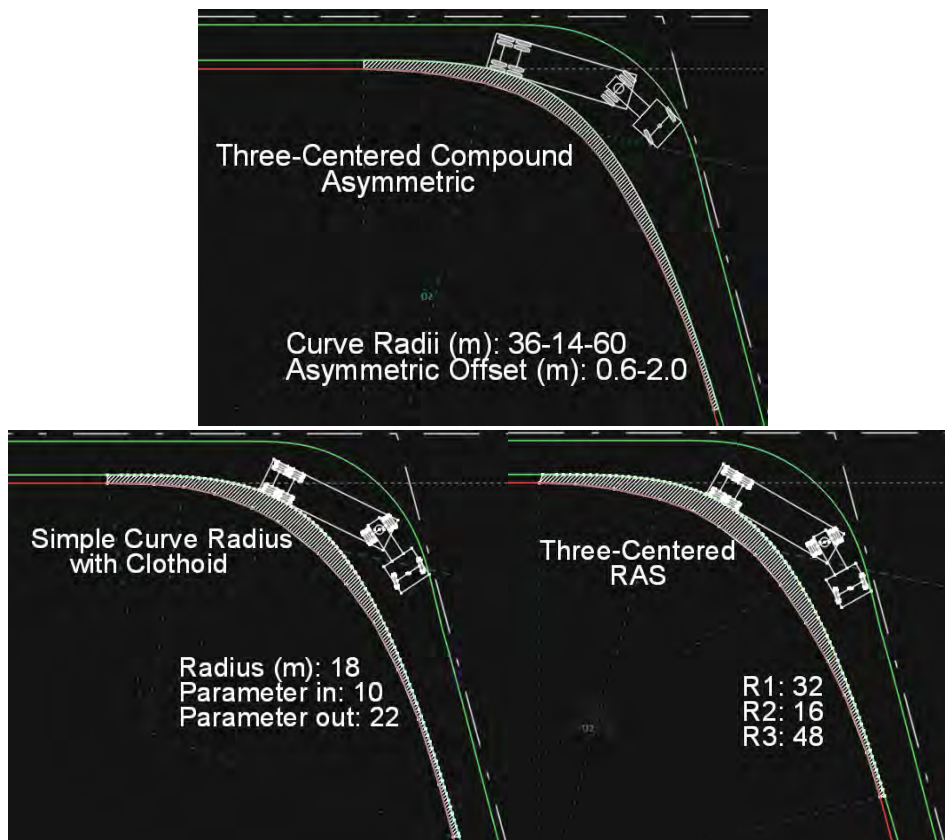 Three-Centered Compound
Asymmetric
Curve Radii (m): 36-14-60
Asymmetric Offset (m): 0.6-2.0
Simple Curve Radius
with Clothoid
Radius (m): 18
Parameter in: 10
Parameter out: 22
Three-Centered
RAS
R1: 32
R2: 16
R3: 48